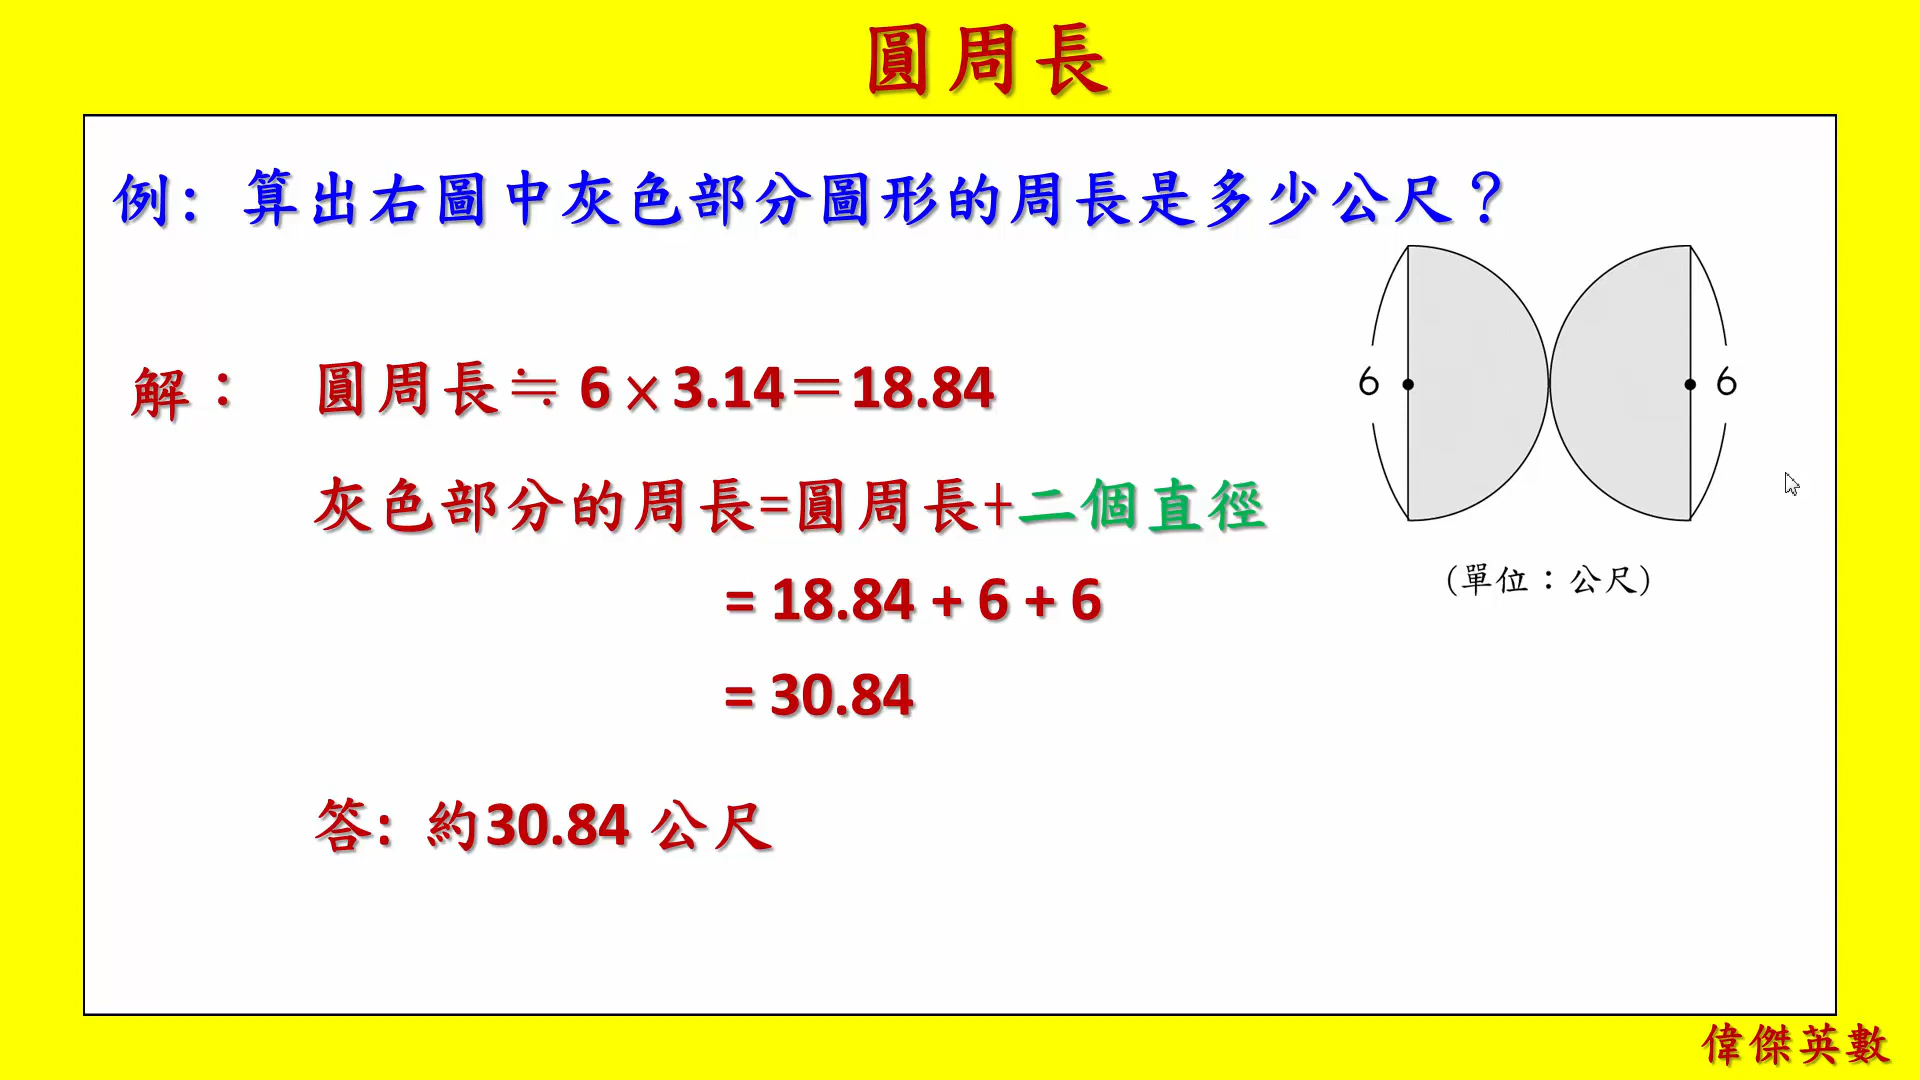 圓周長
例: 算出右圖中灰色部分圖形的周長是多少公尺？
解： 圓周長≒ 6 × 3.14＝18.84
灰色部分的周長=圓周長+二個直徑
= 18.84 + 6 + 6
= 30.84
答: 約30.84 公尺
6 6
(單位：公尺)
偉傑英數